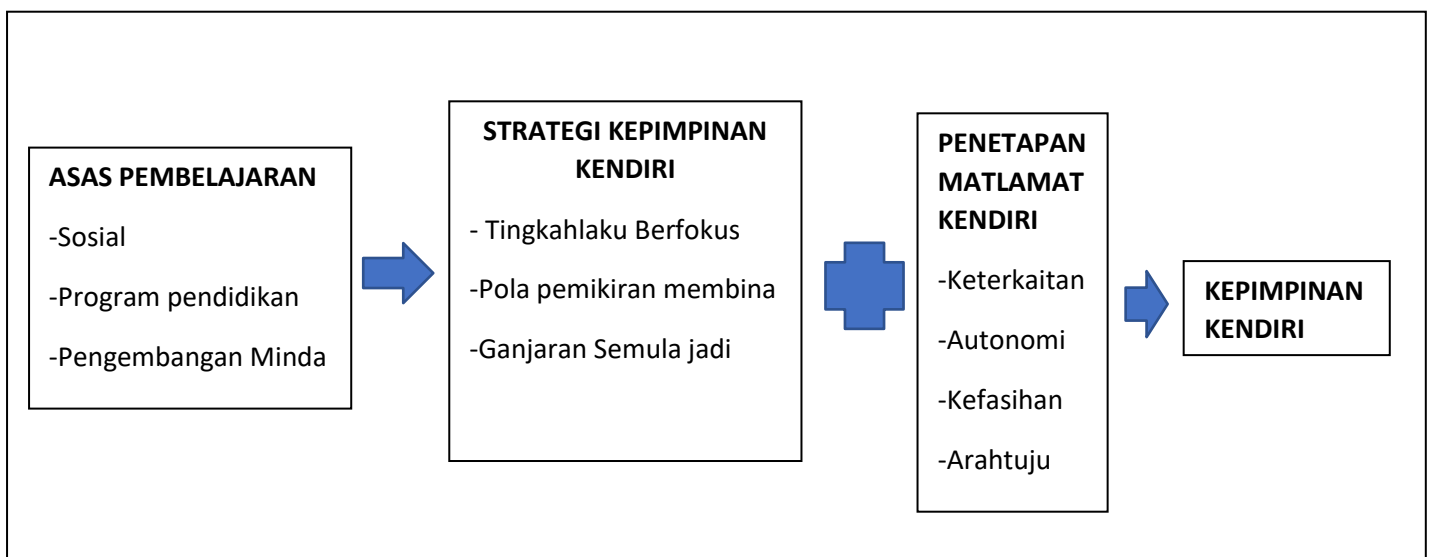 ASAS PEMBELAJARAN
-Sosial
-Program pendidikan
-Pengembangan Minda
STRATEGI KEPIMPINAN
KENDIRI
- Tingkahlaku Berfokus
-Pola pemikiran membina
-Ganjaran Semula jadi
PENETAPAN
MATLAMAT
KENDIRI
-Keterkaitan
-Autonomi
-Kefasihan
-Arahtuju
KEPIMPINAN
KENDIRI